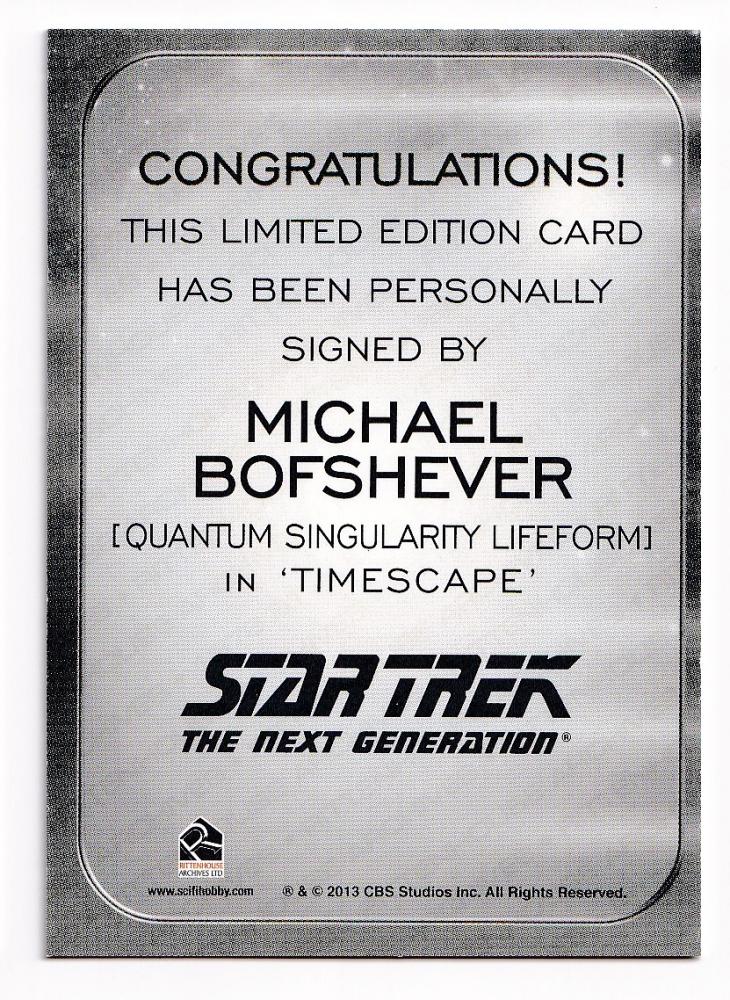 CONGRATULATIONS!
THIS LIMITED EDITION CARD
HAS BEEN PERSONALLY
SIGNED BY
MICHAEL
BOFSHEVER
[QUANTUM SINGULARITY LIFEFORM]
IN ‘TIMESCAPE’
STAR TREK
THE NEXT GENERATION®
RITTENHOUSE
ARCHIVES LTD
www.scifihobby.com ® & © 2013 CBS Studios Inc. All Rights Reserved.